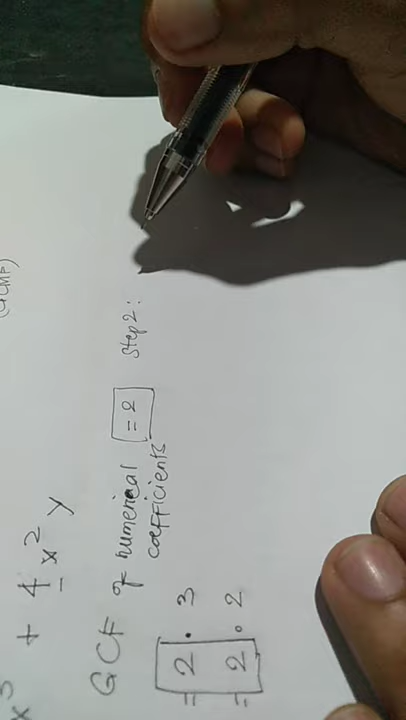 x³ + 4x²y
GCF of numerical = 2 Step 2:
coefficients
= 2 . 3
= 2 . 2